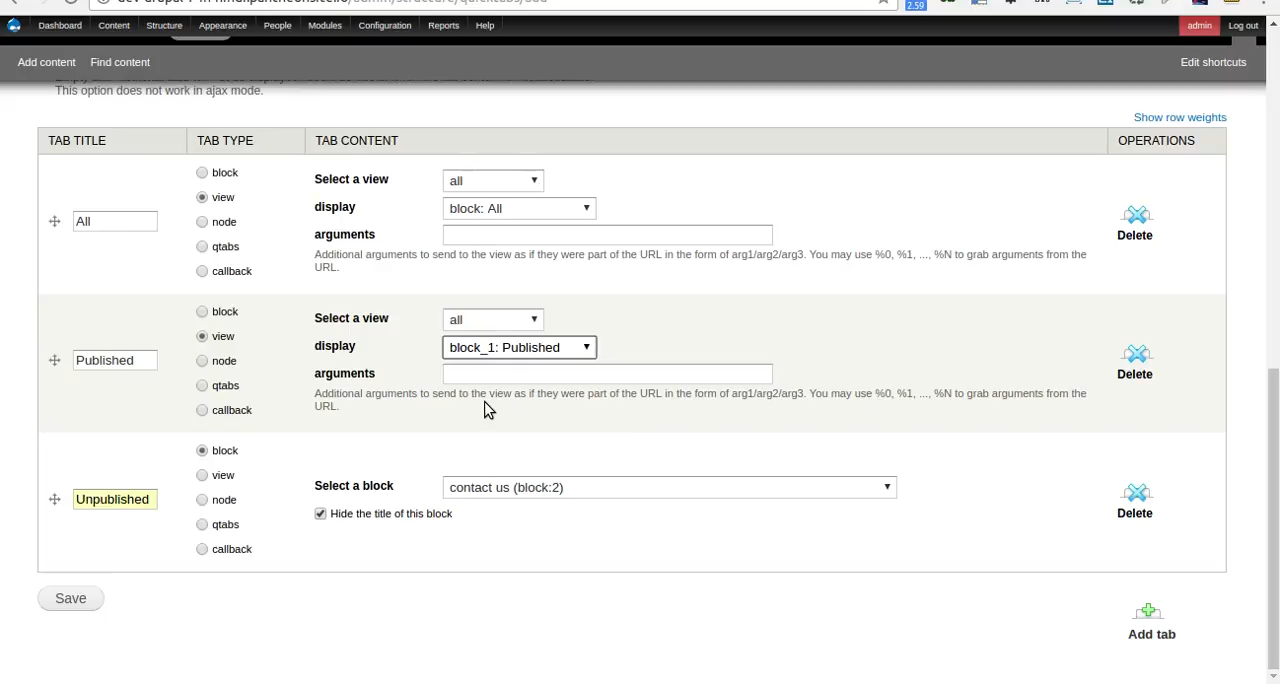 2.59
Dashboard Content Structure Appearance People Modules Configuration Reports Help admin Log out
Add content Find content Edit shortcuts
This option does not work in ajax mode.
Show row weights
TAB TITLE TAB TYPE TAB CONTENT OPERATIONS
All
block
view
node
qtabs
callback
Select a view all
display block: All
arguments
Additional arguments to send to the view as if they were part of the URL in the form of arg1/arg2/arg3. You may use %0, %1, ..., %N to grab arguments from the
URL.
Delete
Published
block
view
node
qtabs
callback
Select a view all
display block_1: Published
arguments
Additional arguments to send to the view as if they were part of the URL in the form of arg1/arg2/arg3. You may use %0, %1, ..., %N to grab arguments from the
URL.
Delete
Unpublished
block
view
node
qtabs
callback
Select a block contact us (block:2)
Hide the title of this block
Delete
Save
Add tab